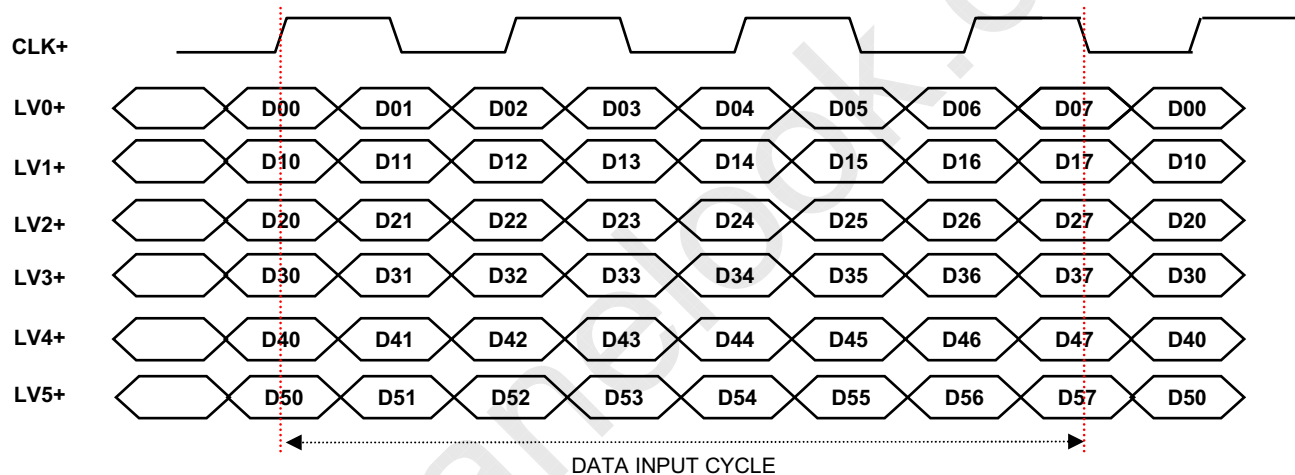 CLK+
LV0+ D00 D01 D02 D03 D04 D05 D06 D07 D00
LV1+ D10 D11 D12 D13 D14 D15 D16 D17 D10
LV2+ D20 D21 D22 D23 D24 D25 D26 D27 D20
LV3+ D30 D31 D32 D33 D34 D35 D36 D37 D30
LV4+ D40 D41 D42 D43 D44 D45 D46 D47 D40
LV5+ D50 D51 D52 D53 D54 D55 D56 D57 D50
DATA INPUT CYCLE
anelook.